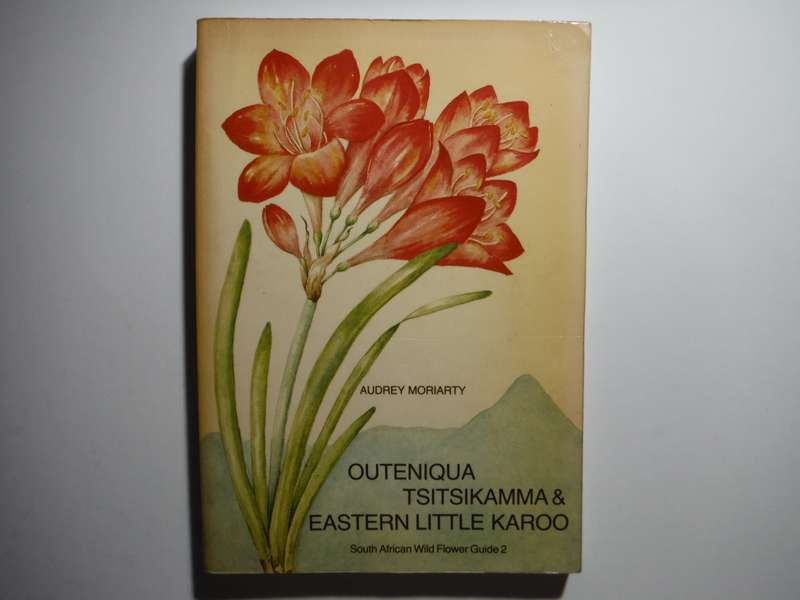 AUDREY MORIARTY
OUTENIQUA
TSITSIKAMMA &
EASTERN LITTLE KAROO
South African Wild Flower Guide 2